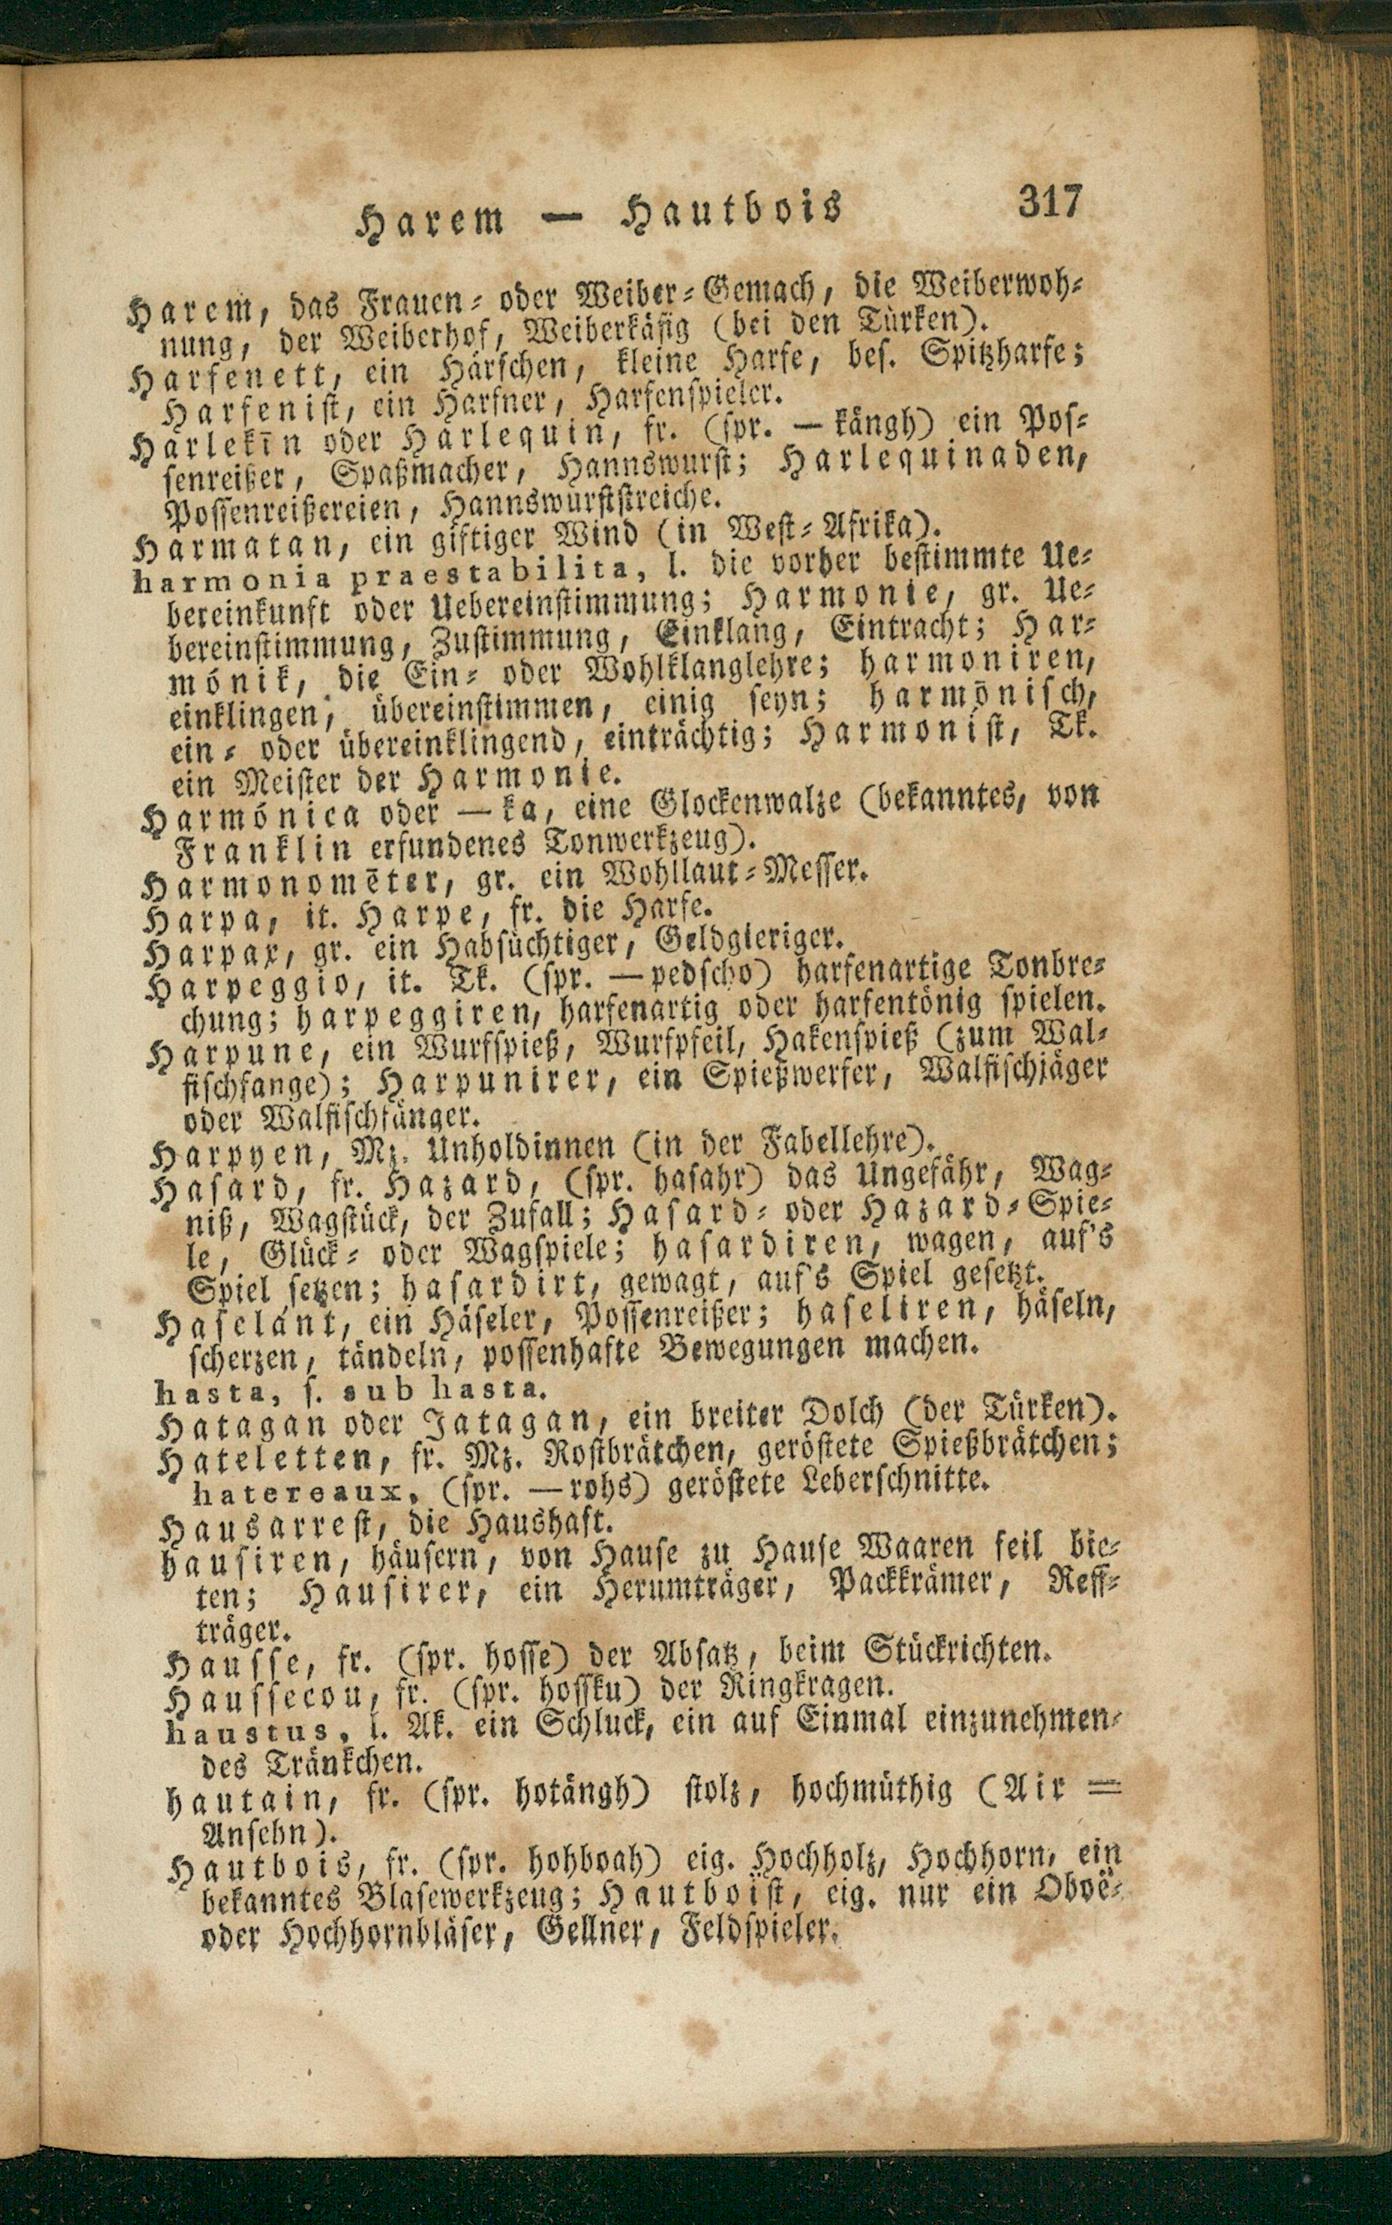 Harem — Hautbois 317
Harem, das Frauen- oder Weiber-Gemach, die Weiberwoh-
nung, der Weiberhof, Weiberkäfig (bei den Türken).
Harfenett, ein Härfchen, kleine Harfe, bes. Spitzharfe;
Harfenist, ein Harfner, Harfenspieler.
Harlekīn oder Harlequin, fr. (spr. — kängh) ein Pos-
senreißer, Spaßmacher, Hannswurst; Harlequinaden,
Possenreißereien, Hannswurststreiche.
Harmatan, ein giftiger Wind (in West-Afrika).
harmonia praestabilita, l. die vorher bestimmte Ue-
bereinkunft oder Uebereinstimmung; Harmonie, gr. Ue-
bereinstimmung, Zustimmung, Einklang, Eintracht; Har-
mónik, die Ein- oder Wohlklanglehre; harmoniren,
einklingen, übereinstimmen, einig seyn; harmōnisch,
ein- oder übereinklingend, einträchtig; Harmonist, Tk.
ein Meister der Harmonie.
Harmónica oder — ka, eine Glockenwalze (bekanntes, von
Franklin erfundenes Tonwerkzeug).
Harmonomēter, gr. ein Wohllaut-Messer.
Harpa, it. Harpe, fr. die Harfe.
Harpax, gr. ein Habsüchtiger, Geldgieriger.
Harpeggio, it. Tk. (spr. — pedscho) harfenartige Tonbre-
chung; harpeggiren, harfenartig oder harfentönig spielen.
Harpune, ein Wurfspieß, Wurfpfeil, Hakenspieß (zum Wal-
fischfange); Harpunirer, ein Spießwerfer, Walfischjäger
oder Walfischfänger.
Harpyen, Mz. Unholdinnen (in der Fabellehre).
Hasard, fr. Hazard, (spr. hasahr) das Ungefähr, Wag-
niß, Wagstück, der Zufall; Hasard- oder Hazard-Spie-
le, Glück- oder Wagspiele; hasardiren, wagen, auf's
Spiel setzen; hasardirt, gewagt, auf's Spiel gesetzt.
Haselánt, ein Häseler, Possenreißer; haseliren, häseln,
scherzen, tändeln, possenhafte Bewegungen machen.
hasta, s. sub hasta.
Hatagan oder Jatagan, ein breiter Dolch (der Türken).
Hateletten, fr. Mz. Rostbrätchen, geröstete Spießbrätchen;
hatereaux, (spr. — rohs) geröstete Leberschnitte.
Hausarrest, die Haushaft.
hausiren, häusern, von Hause zu Hause Waaren feil bie-
ten; Hausirer, ein Herumträger, Packkrämer, Reff-
träger.
Hausse, fr. (spr. hosse) der Absatz, beim Stückrichten.
Haussecou, fr. (spr. hossku) der Ringkragen.
haustus, l. Ak. ein Schluck, ein auf Einmal einzunehmen-
des Tränkchen.
hautain, fr. (spr. hotängh) stolz, hochmüthig (Air =
Ansehn).
Hautbois, fr. (spr. hohboah) eig. Hochholz, Hochhorn, ein
bekanntes Blasewerkzeug; Hautboïst, eig. nur ein Oboë-
oder Hochhornbläser, Gellner, Feldspieler.